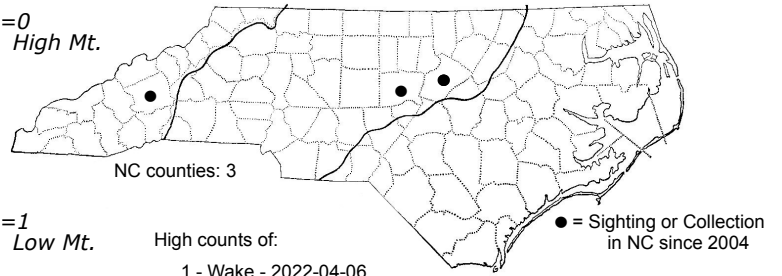 =0
High Mt.
NC counties: 3
=1
Low Mt.
High counts of:
1 - Wake - 2022-04-06
● = Sighting or Collection
in NC since 2004